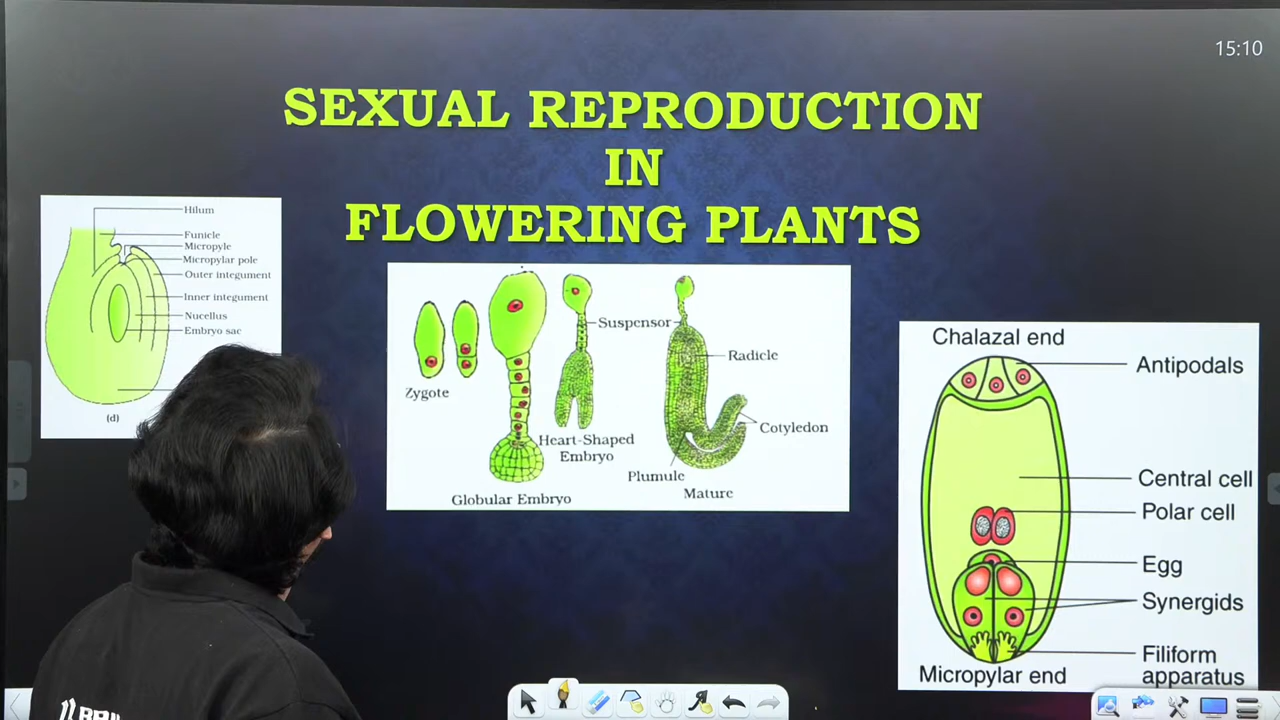 15:10
SEXUAL REPRODUCTION
IN
FLOWERING PLANTS
Hilum
Funicle
Micropyle
Micropylar pole
Outer integument
Inner integument
Nucellus
Embryo sac
(d)
Zygote
Suspensor
Radicle
Cotyledon
Heart-Shaped
Embryo
Plumule
Globular Embryo
Mature
Chalazal end
Antipodals
Central cell
Polar cell
Egg
Synergids
Filiform
apparatus
Micropylar end